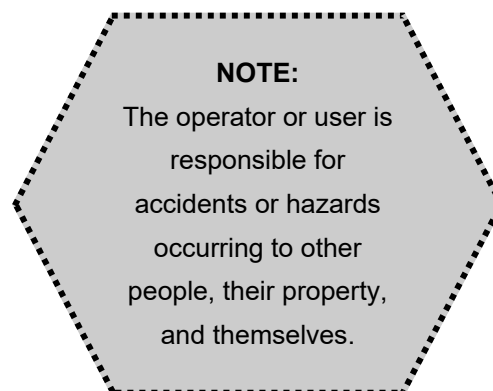 NOTE:
The operator or user is
responsible for
accidents or hazards
occurring to other
people, their property,
and themselves.